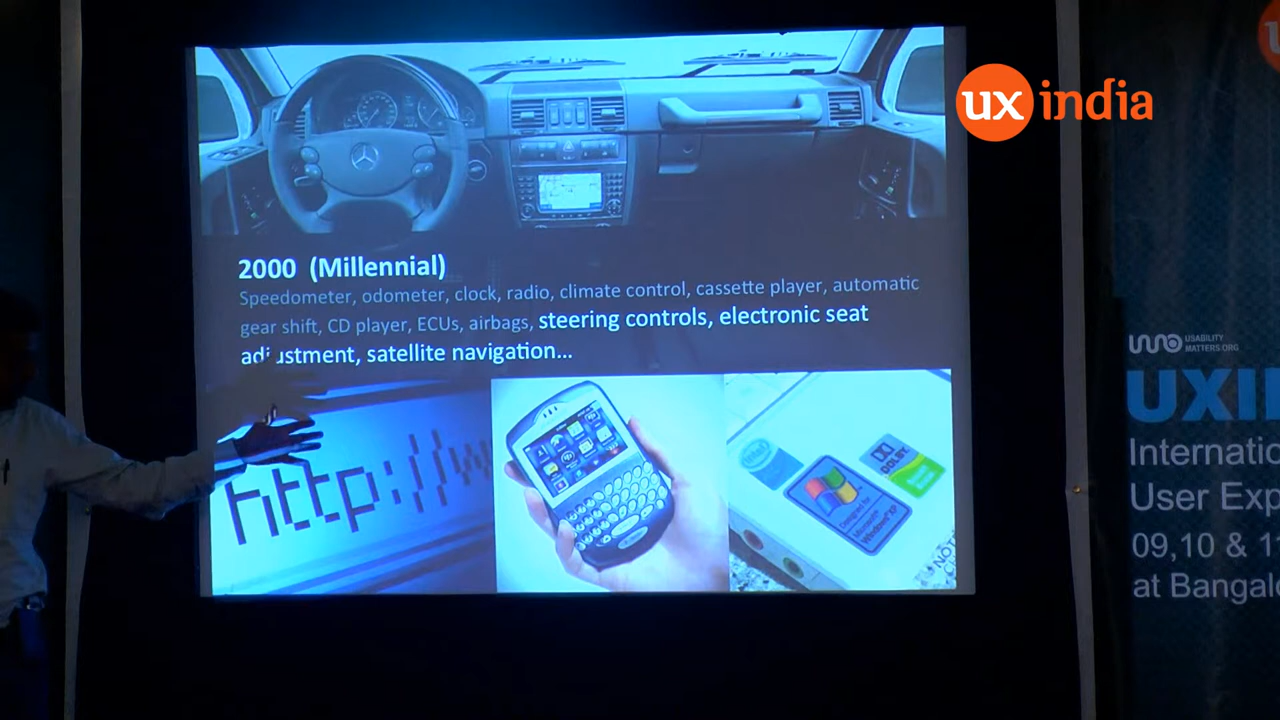 ux india
2000 (Millennial)
Speedometer, odometer, clock, radio, climate control, cassette player, automatic
gear shift, CD player, ECUs, airbags, steering controls, electronic seat
adjustment, satellite navigation...
http://w
intel
Designed for
Microsoft
Windows XP
DOLBY
USABILITY
MATTERS.ORG
UXI
Internatio
User Exp
09,10 & 1
at Bangal